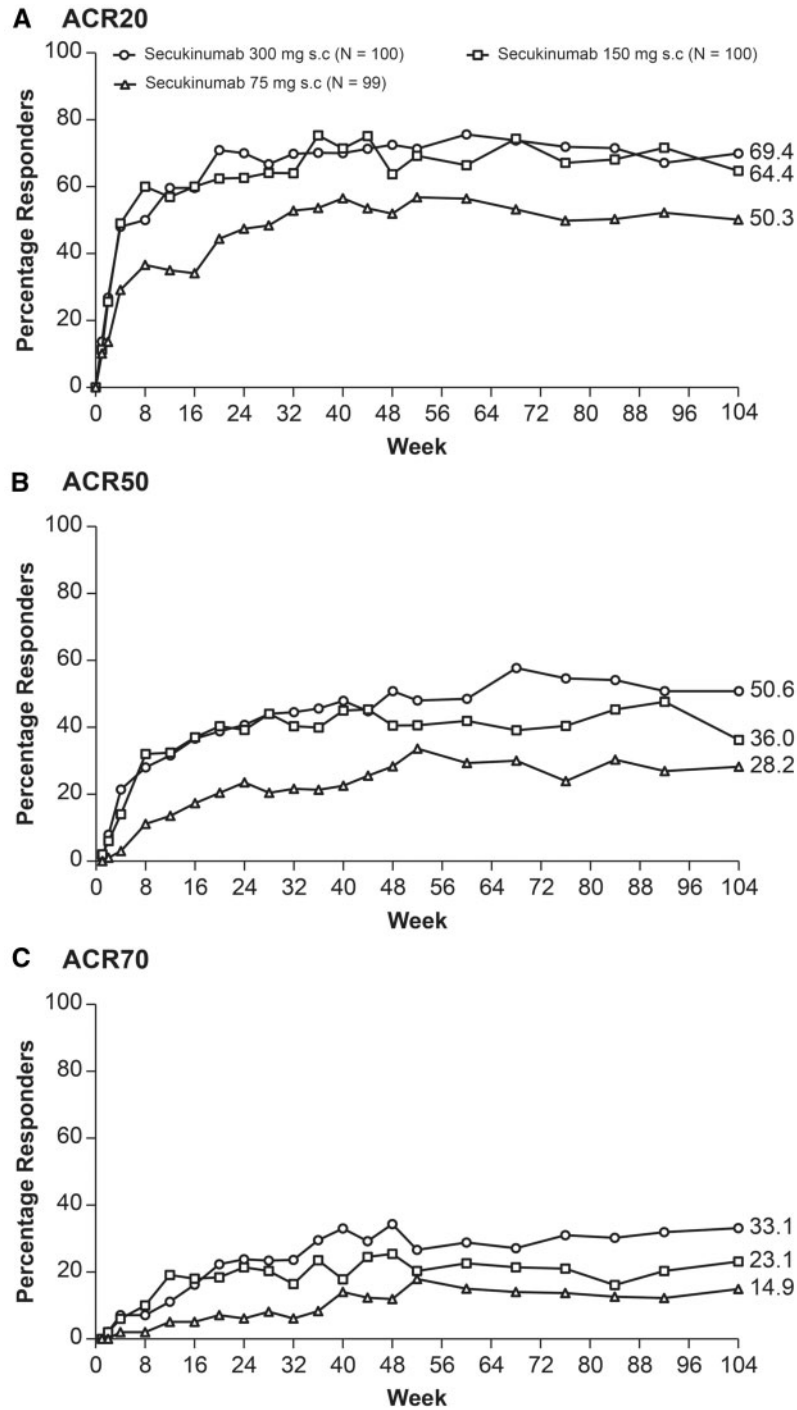 A ACR20
100
Secukinumab 300 mg s.c (N = 100)
Secukinumab 150 mg s.c (N = 100)
Secukinumab 75 mg s.c (N = 99)
80
60
40
20
0
Percentage Responders
69.4
64.4
50.3
0 8 16 24 32 40 48 56 64 72 80 88 96 104
Week
B ACR50
100
80
60
40
20
0
Percentage Responders
50.6
36.0
28.2
0 8 16 24 32 40 48 56 64 72 80 88 96 104
Week
C ACR70
100
80
60
40
20
0
Percentage Responders
33.1
23.1
14.9
0 8 16 24 32 40 48 56 64 72 80 88 96 104
Week